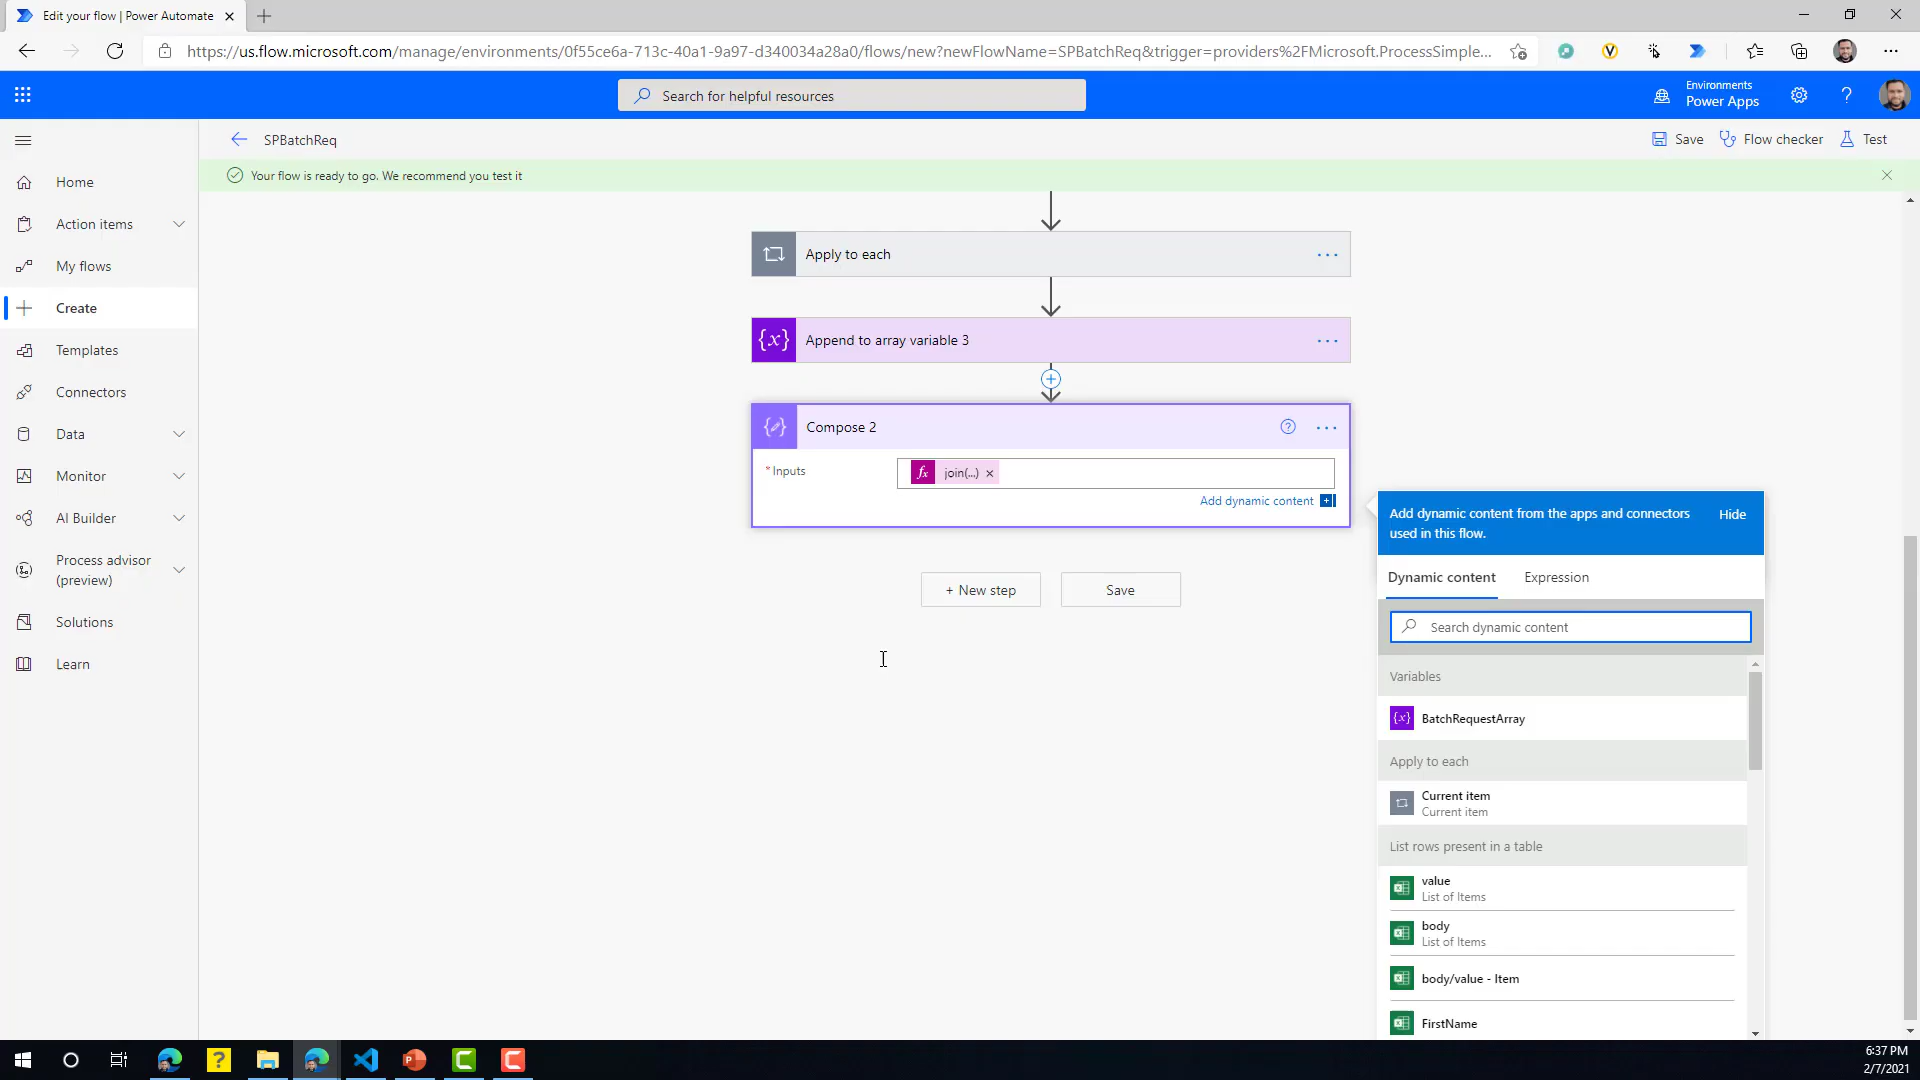 Edit your flow | Power Automate
https://us.flow.microsoft.com/manage/environments/0f55ce6a-713c-40a1-9a97-d340034a28a0/flows/new?newFlowName=SPBatchReq&trigger=providers%2FMicrosoft.ProcessSimple...
Search for helpful resources
Environments
Power Apps
SPBatchReq
Save
Flow checker
Test
Your flow is ready to go. We recommend you test it
Home
Action items
My flows
Create
Templates
Connectors
Data
Monitor
AI Builder
Process advisor
(preview)
Solutions
Learn
Apply to each
Append to array variable 3
Compose 2
* Inputs
join(...)
Add dynamic content
+ New step
Save
Add dynamic content from the apps and connectors
used in this flow.
Hide
Dynamic content
Expression
Search dynamic content
Variables
BatchRequestArray
Apply to each
Current item
Current item
List rows present in a table
value
List of Items
body
List of Items
body/value - Item
FirstName
6:37 PM
2/7/2021